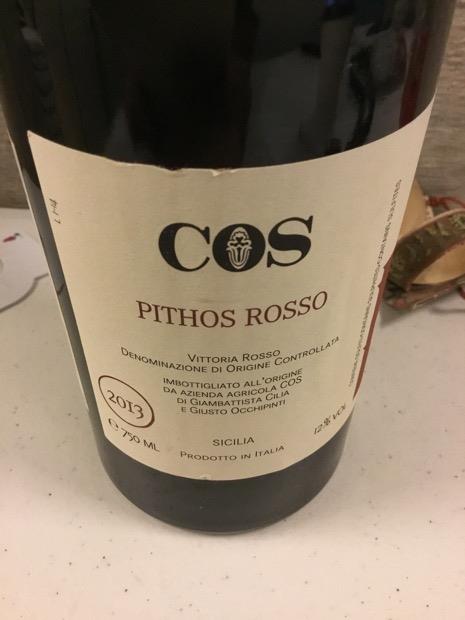 COS
PITHOS ROSSO
VITTORIA ROSSO
DENOMINAZIONE DI ORIGINE CONTROLLATA
IMBOTTIGLIATO ALL'ORIGINE
DA AZIENDA AGRICOLA COS
DI GIAMBATTISTA CILIA
E GIUSTO OCCHIPINTI
2013
e 750 ML
12% VOL
SICILIA
PRODOTTO IN ITALIA